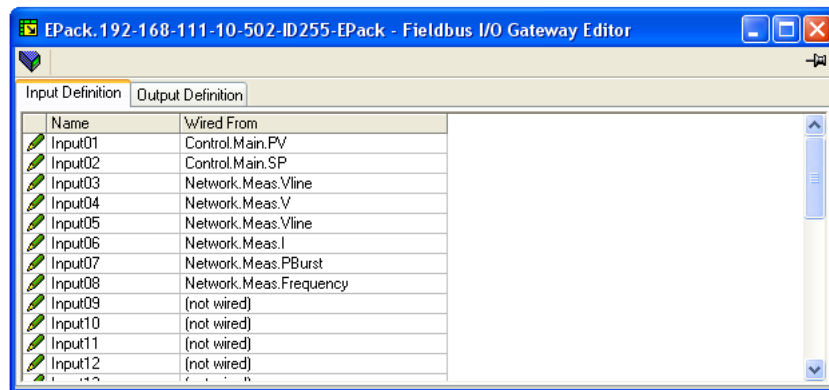 EPack.192-168-111-10-502-ID255-EPack - Fieldbus I/O Gateway Editor
Input Definition Output Definition
Name Wired From
Input01 Control.Main.PV
Input02 Control.Main.SP
Input03 Network.Meas.Vline
Input04 Network.Meas.V
Input05 Network.Meas.Vline
Input06 Network.Meas.I
Input07 Network.Meas.PBurst
Input08 Network.Meas.Frequency
Input09 (not wired)
Input10 (not wired)
Input11 (not wired)
Input12 (not wired)